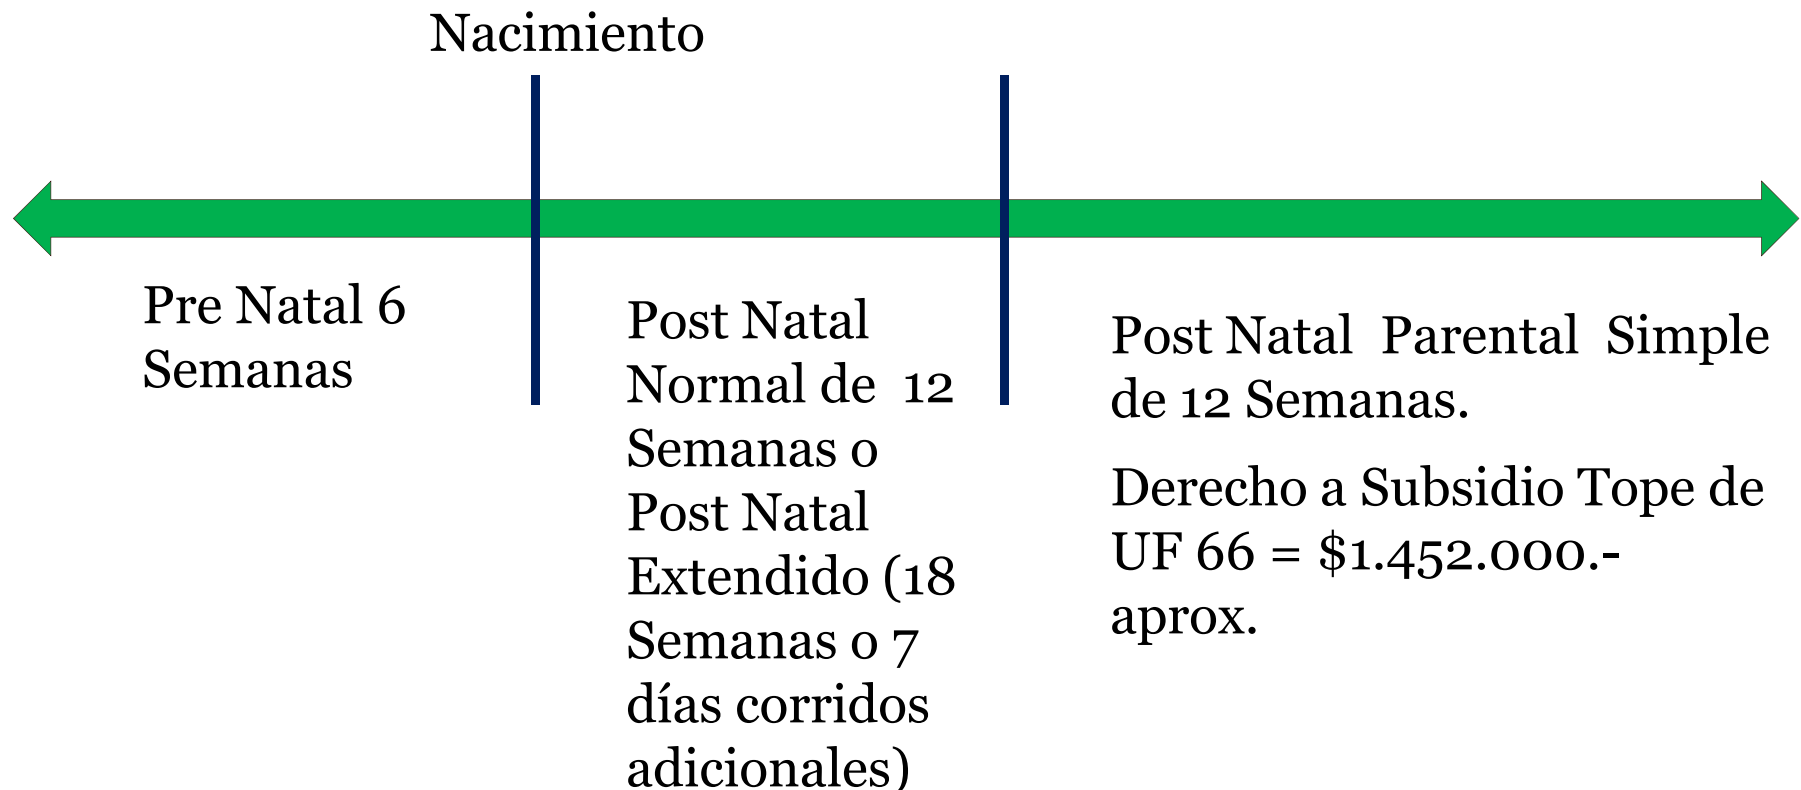 Nacimiento
Pre Natal 6
Semanas
Post Natal
Normal de 12
Semanas o
Post Natal
Extendido (18
Semanas o 7
días corridos
adicionales)
Post Natal Parental Simple
de 12 Semanas.
Derecho a Subsidio Tope de
UF 66 = $1.452.000.-
aprox.